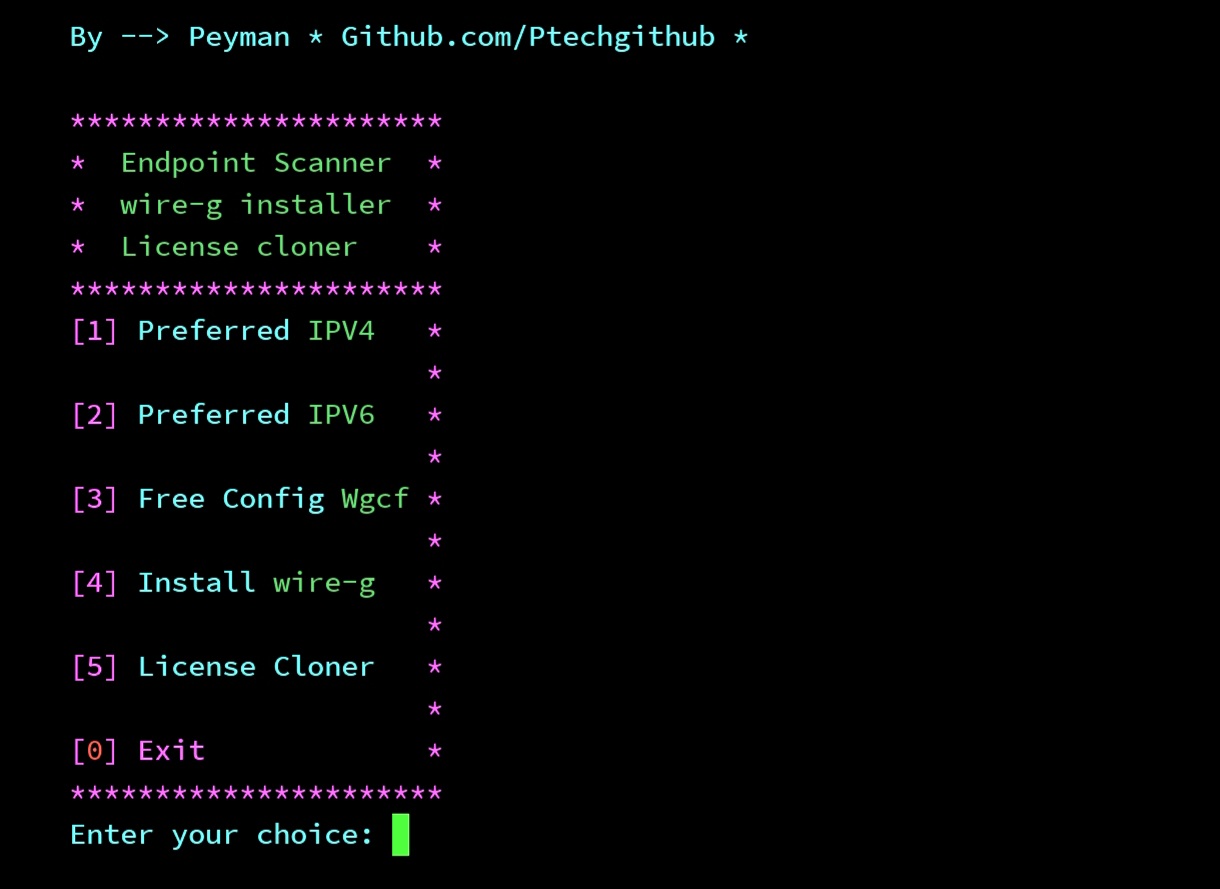 By --> Peyman * Github.com/Ptechgithub *
**********************
* Endpoint Scanner *
* wire-g installer *
* License cloner *
**********************
[1] Preferred IPV4 *
*
[2] Preferred IPV6 *
*
[3] Free Config Wgcf *
*
[4] Install wire-g *
*
[5] License Cloner *
*
[0] Exit *
**********************
Enter your choice: